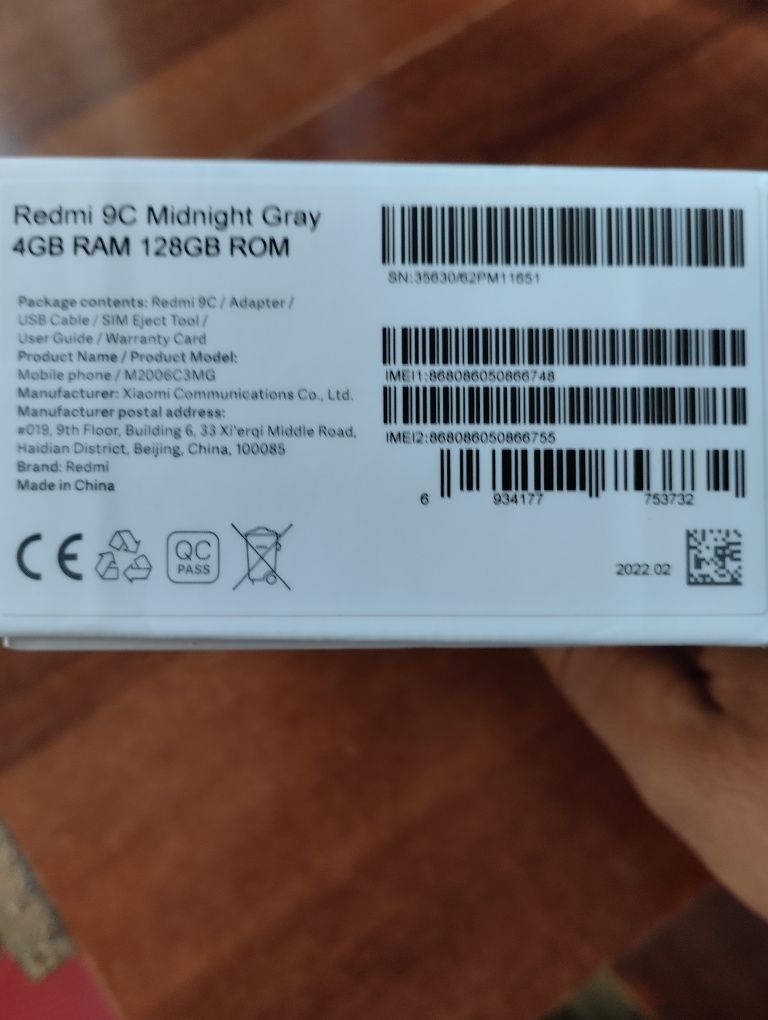 Redmi 9C Midnight Gray
4GB RAM 128GB ROM
Package contents: Redmi 9C / Adapter /
USB Cable / SIM Eject Tool /
User Guide / Warranty Card
Product Name / Product Model:
Mobile phone / M2006C3MG
Manufacturer: Xiaomi Communications Co., Ltd.
Manufacturer postal address:
#019, 9th Floor, Building 6, 33 Xi'erqi Middle Road,
Haidian District, Beijing, China, 100085
Brand: Redmi
Made in China
CE
QC
PASS
SN:35630/62PM11651
IMEI1:868086050866748
IMEI2:868086050866755
6 934177 753732
2022.02